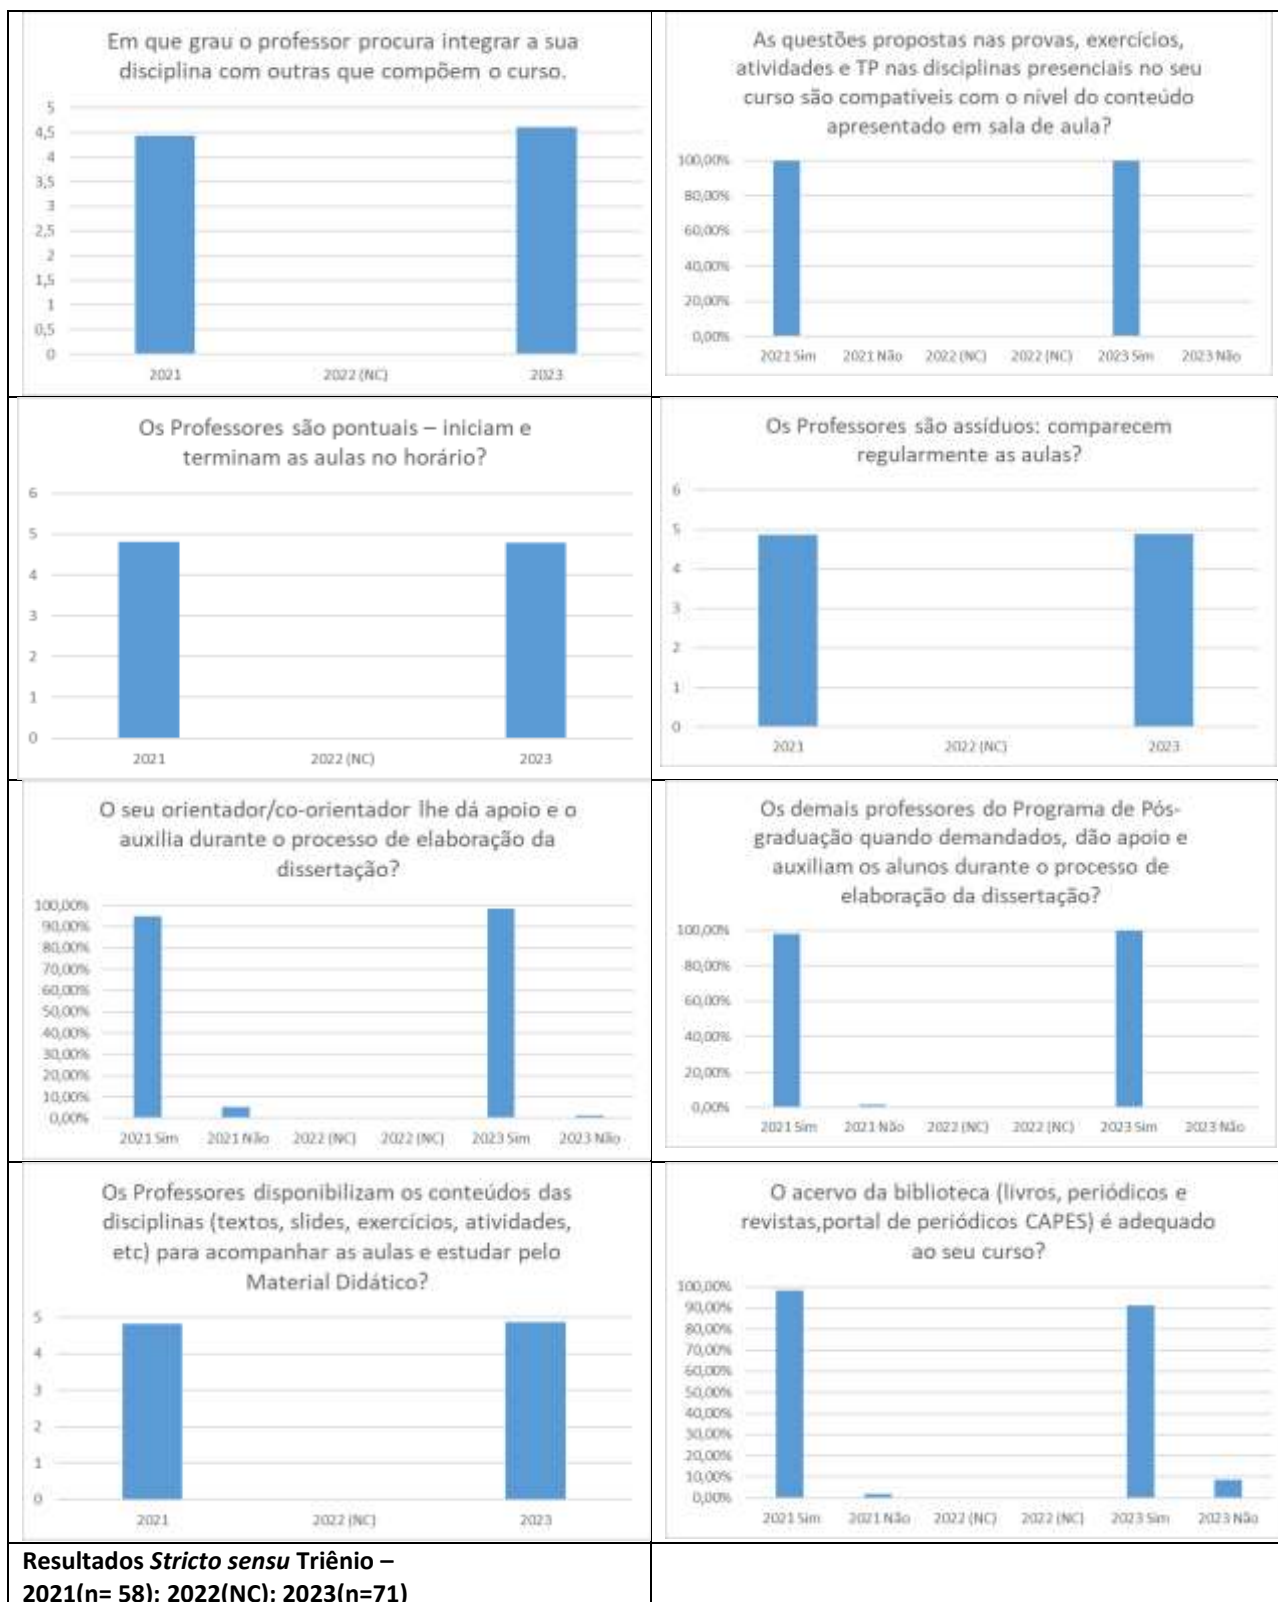 Em que grau o professor procura integrar a sua
disciplina com outras que compõem o curso.
5
4,5
4
3,5
3
2,5
2
1,5
1
0,5
0
2021 2022 (NC) 2023
As questões propostas nas provas, exercícios,
atividades e TP nas disciplinas presenciais no seu
curso são compatíveis com o nível do conteúdo
apresentado em sala de aula?
100,00%
80,00%
60,00%
40,00%
20,00%
0,00%
2021 Sim 2021 Não 2022 (NC) 2022 (NC) 2023 Sim 2023 Não
Os Professores são pontuais – iniciam e
terminam as aulas no horário?
6
5
4
3
2
1
0
2021 2022 (NC) 2023
Os Professores são assíduos: comparecem
regularmente as aulas?
6
5
4
3
2
1
0
2021 2022 (NC) 2023
O seu orientador/co-orientador lhe dá apoio e o
auxilia durante o processo de elaboração da
dissertação?
100,00%
90,00%
80,00%
70,00%
60,00%
50,00%
40,00%
30,00%
20,00%
10,00%
0,00%
2021 Sim 2021 Não 2022 (NC) 2022 (NC) 2023 Sim 2023 Não
Os demais professores do Programa de Pós-
graduação quando demandados, dão apoio e
auxiliam os alunos durante o processo de
elaboração da dissertação?
100,00%
80,00%
60,00%
40,00%
20,00%
0,00%
2021 Sim 2021 Não 2022 (NC) 2022 (NC) 2023 Sim 2023 Não
Os Professores disponibilizam os conteúdos das
disciplinas (textos, slides, exercícios, atividades,
etc) para acompanhar as aulas e estudar pelo
Material Didático?
5
4
3
2
1
0
2021 2022 (NC) 2023
O acervo da biblioteca (livros, periódicos e
revistas,portal de periódicos CAPES) é adequado
ao seu curso?
100,00%
90,00%
80,00%
70,00%
60,00%
50,00%
40,00%
30,00%
20,00%
10,00%
0,00%
2021 Sim 2021 Não 2022 (NC) 2022 (NC) 2023 Sim 2023 Não
Resultados Stricto sensu Triênio –
2021(n= 58); 2022(NC); 2023(n=71)